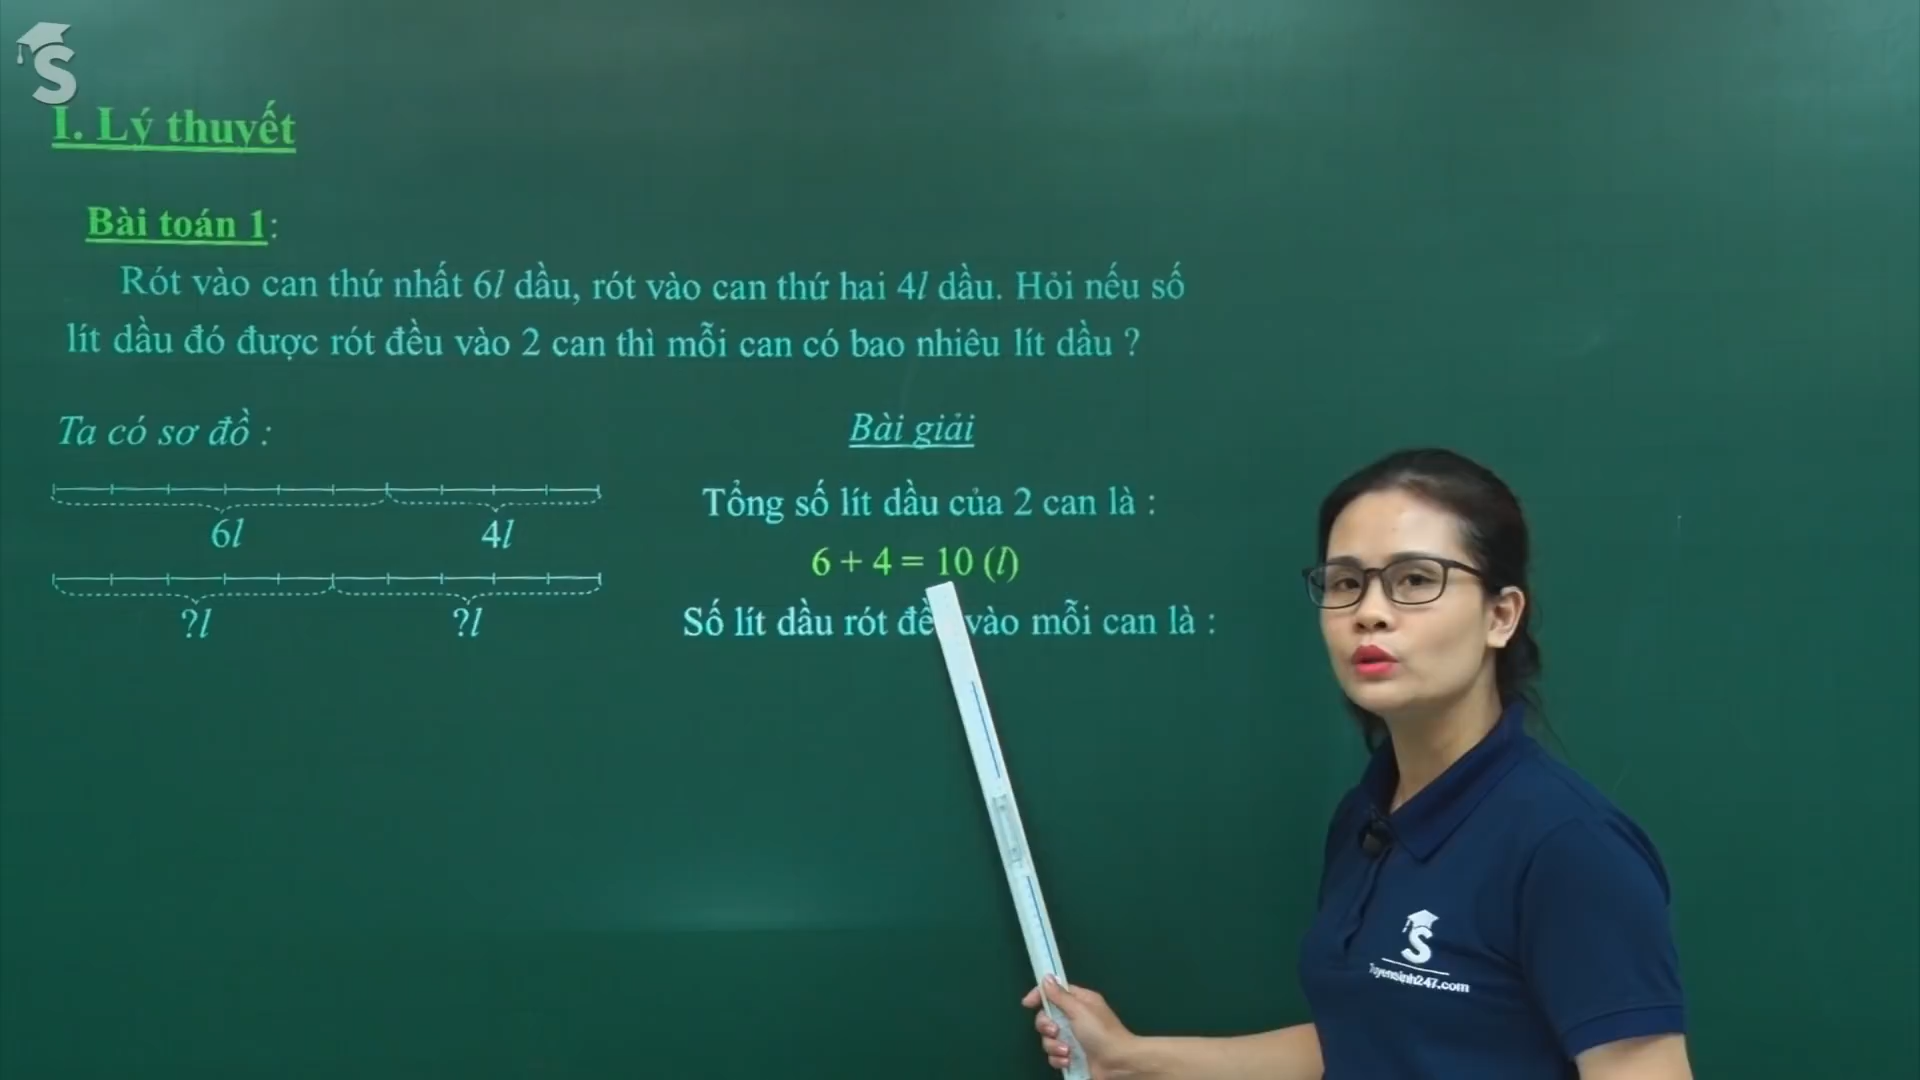 S
I. Lý thuyết
Bài toán 1:
Rót vào can thứ nhất 6l dầu, rót vào can thứ hai 4l dầu. Hỏi nếu số
lít dầu đó được rót đều vào 2 can thì mỗi can có bao nhiêu lít dầu ?
Ta có sơ đồ :
6l 4l
?l ?l
Bài giải
Tổng số lít dầu của 2 can là :
6 + 4 = 10 (l)
Số lít dầu rót vào mỗi can là :
S
Tuyensinh247.com